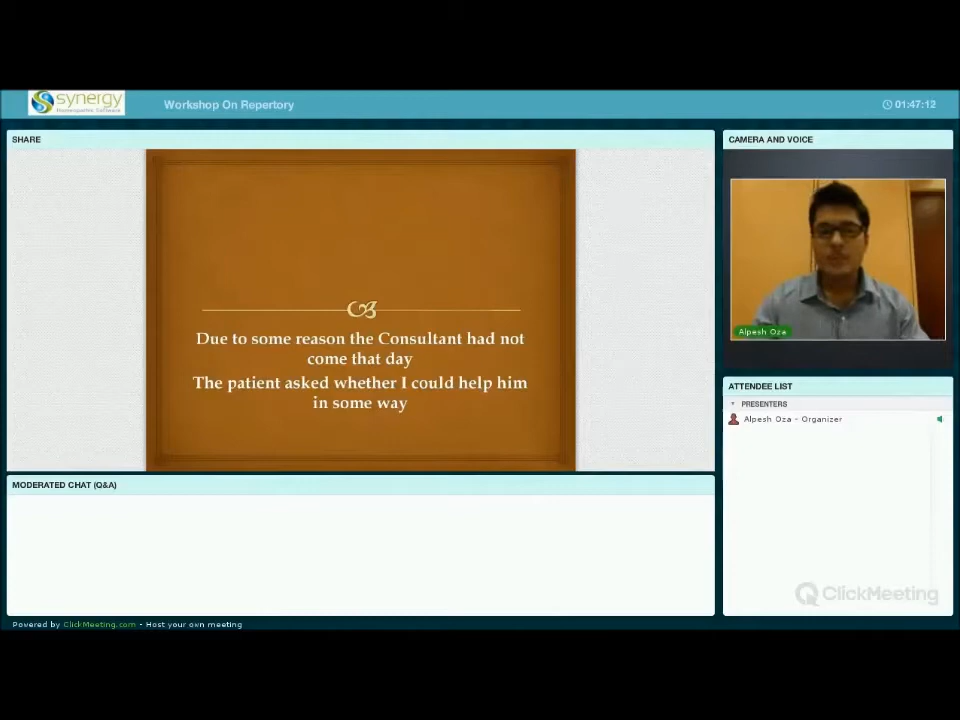 synergy
Homeopathic Software
Workshop On Repertory
01:47:12
SHARE
Due to some reason the Consultant had not
come that day
The patient asked whether I could help him
in some way
CAMERA AND VOICE
Alpesh Oza
ATTENDEE LIST
PRESENTERS
Alpesh Oza - Organizer
MODERATED CHAT (Q&A)
ClickMeeting
Powered by ClickMeeting.com - Host your own meeting